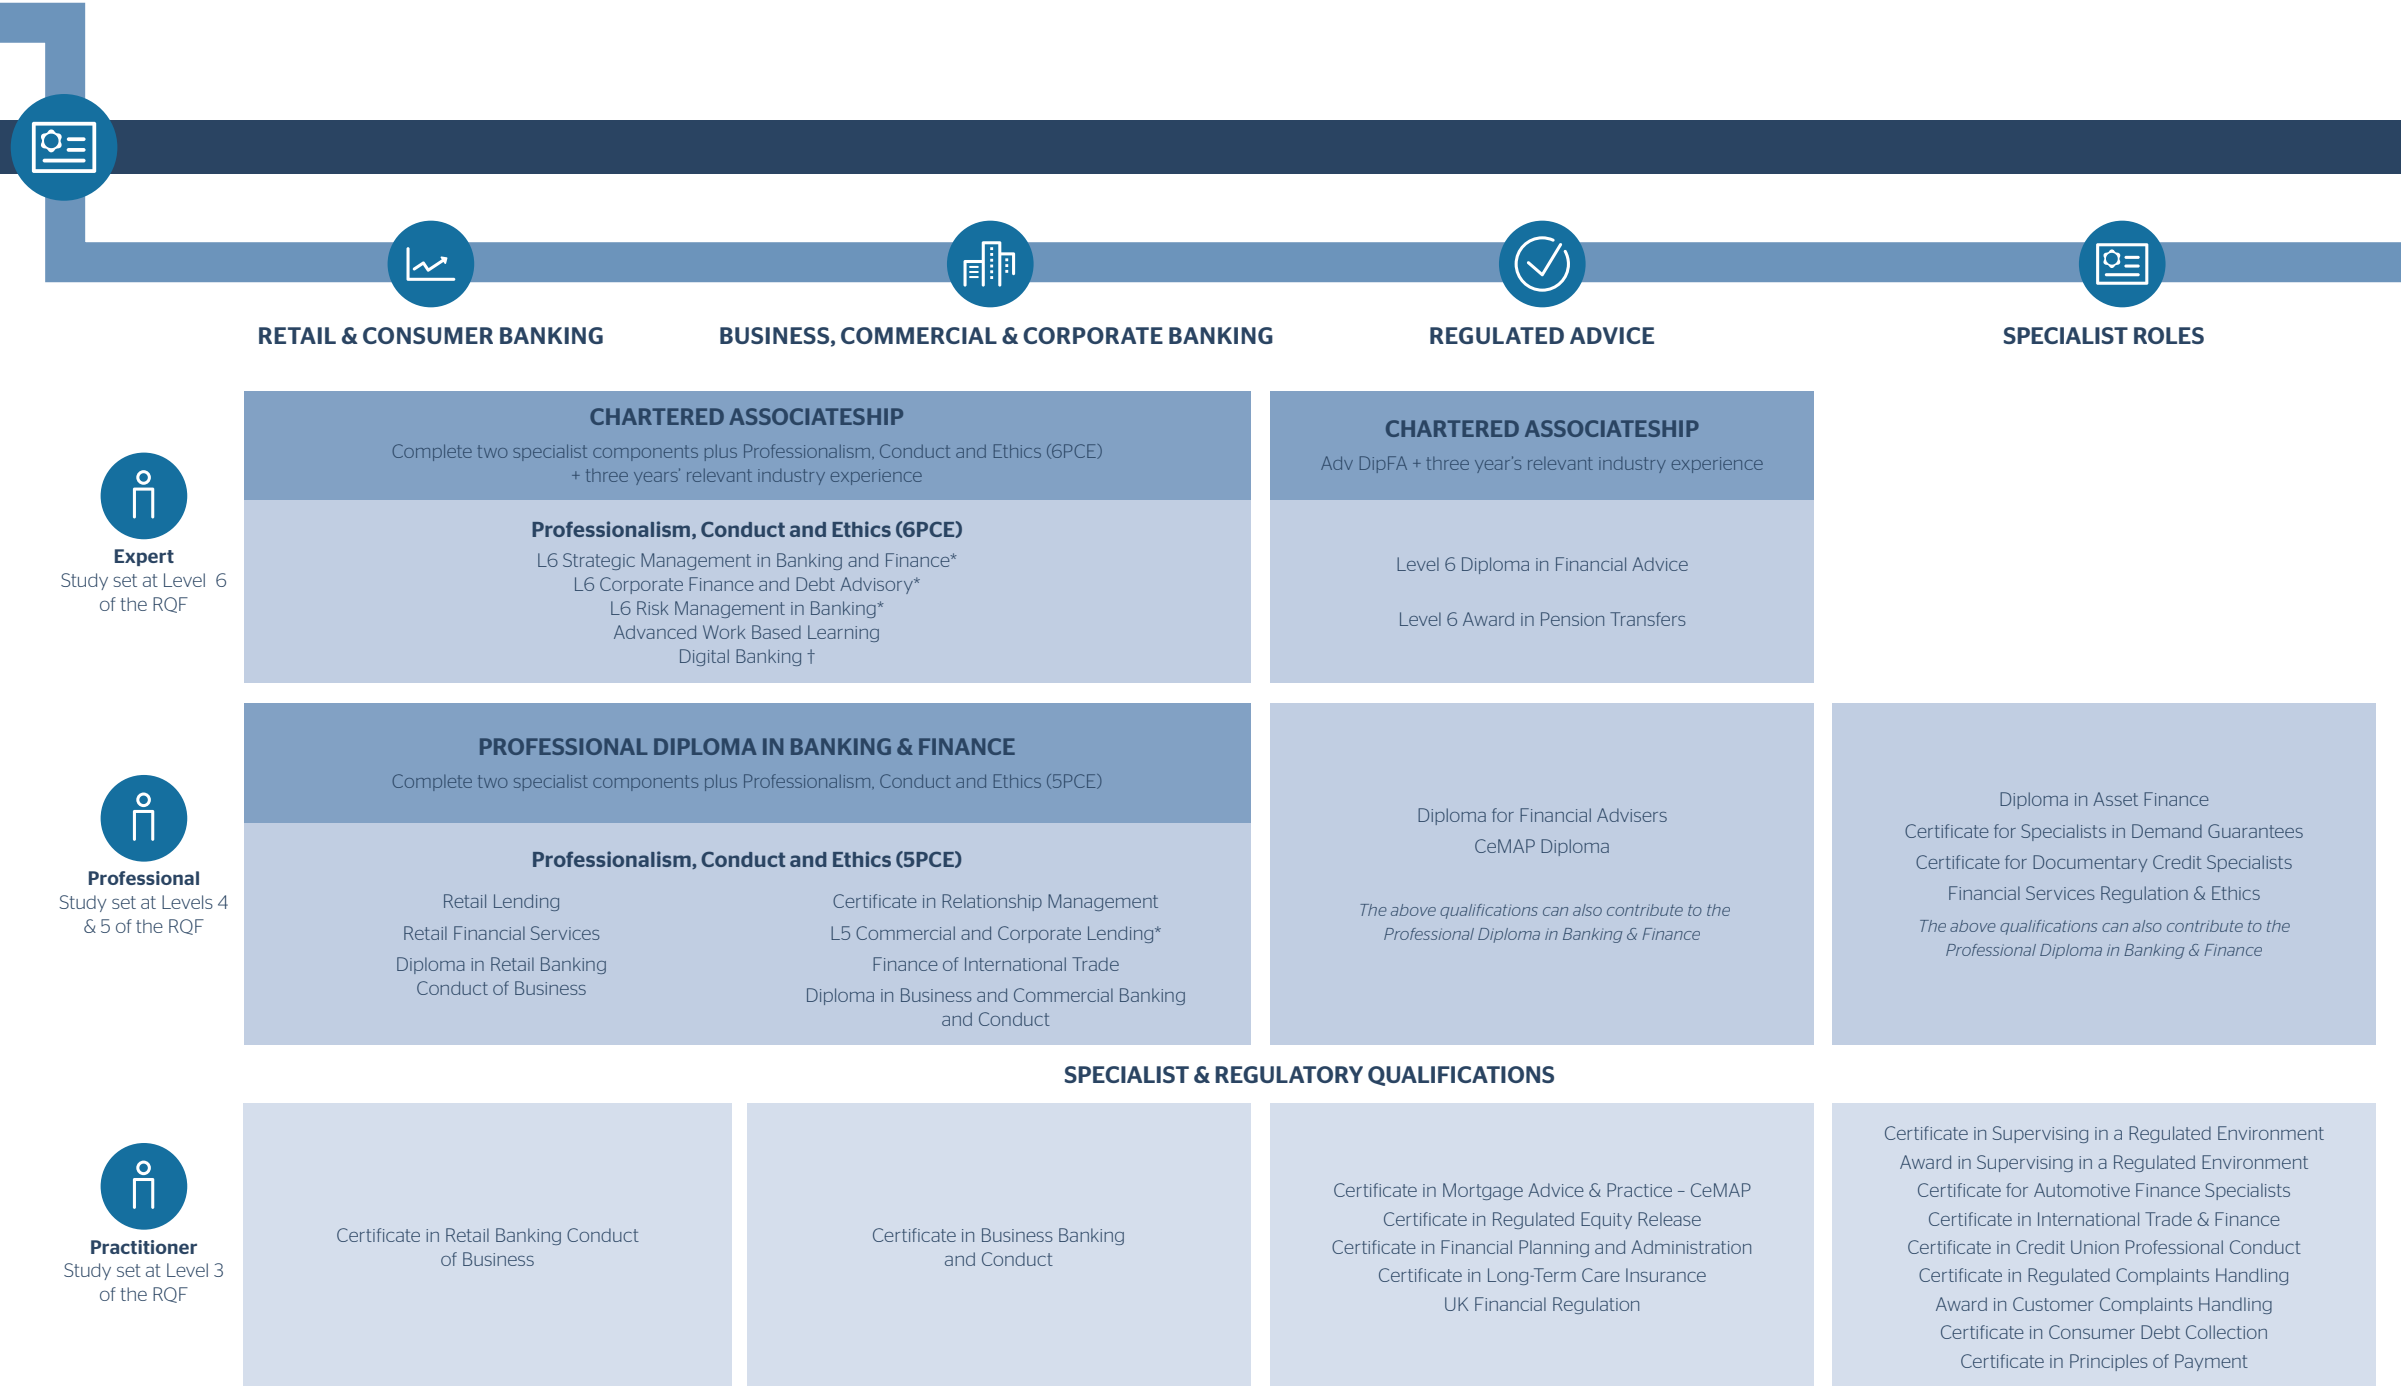 RETAIL & CONSUMER BANKING
BUSINESS, COMMERCIAL & CORPORATE BANKING
REGULATED ADVICE
SPECIALIST ROLES
Expert
Study set at Level 6
of the RQF
CHARTERED ASSOCIATESHIP
Complete two specialist components plus Professionalism, Conduct and Ethics (6PCE)
+ three years' relevant industry experience
Professionalism, Conduct and Ethics (6PCE)
L6 Strategic Management in Banking and Finance*
L6 Corporate Finance and Debt Advisory*
L6 Risk Management in Banking*
Advanced Work Based Learning
Digital Banking †
CHARTERED ASSOCIATESHIP
Adv DipFA + three year's relevant industry experience
Level 6 Diploma in Financial Advice
Level 6 Award in Pension Transfers
Professional
Study set at Levels 4
& 5 of the RQF
PROFESSIONAL DIPLOMA IN BANKING & FINANCE
Complete two specialist components plus Professionalism, Conduct and Ethics (5PCE)
Professionalism, Conduct and Ethics (5PCE)
Retail Lending
Retail Financial Services
Diploma in Retail Banking
Conduct of Business
Certificate in Relationship Management
L5 Commercial and Corporate Lending*
Finance of International Trade
Diploma in Business and Commercial Banking
and Conduct
Diploma for Financial Advisers
CeMAP Diploma
The above qualifications can also contribute to the
Professional Diploma in Banking & Finance
Diploma in Asset Finance
Certificate for Specialists in Demand Guarantees
Certificate for Documentary Credit Specialists
Financial Services Regulation & Ethics
The above qualifications can also contribute to the
Professional Diploma in Banking & Finance
SPECIALIST & REGULATORY QUALIFICATIONS
Practitioner
Study set at Level 3
of the RQF
Certificate in Retail Banking Conduct
of Business
Certificate in Business Banking
and Conduct
Certificate in Mortgage Advice & Practice – CeMAP
Certificate in Regulated Equity Release
Certificate in Financial Planning and Administration
Certificate in Long-Term Care Insurance
UK Financial Regulation
Certificate in Supervising in a Regulated Environment
Award in Supervising in a Regulated Environment
Certificate for Automotive Finance Specialists
Certificate in International Trade & Finance
Certificate in Credit Union Professional Conduct
Certificate in Regulated Complaints Handling
Award in Customer Complaints Handling
Certificate in Consumer Debt Collection
Certificate in Principles of Payment